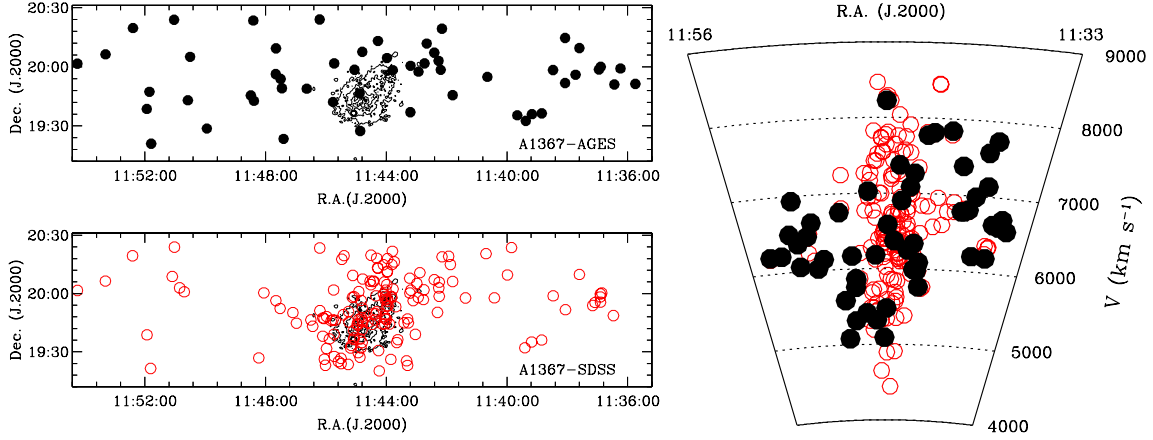 20:30
20:00
19:30
Dec. (J.2000)
A1367-AGES
11:52:00 11:48:00 11:44:00 11:40:00 11:36:00
R.A.(J.2000)
20:30
20:00
19:30
Dec. (J.2000)
A1367-SDSS
11:52:00 11:48:00 11:44:00 11:40:00 11:36:00
R.A.(J.2000)
R.A. (J.2000)
11:56 11:33
9000
8000
7000
6000
5000
4000
V (km s⁻¹)